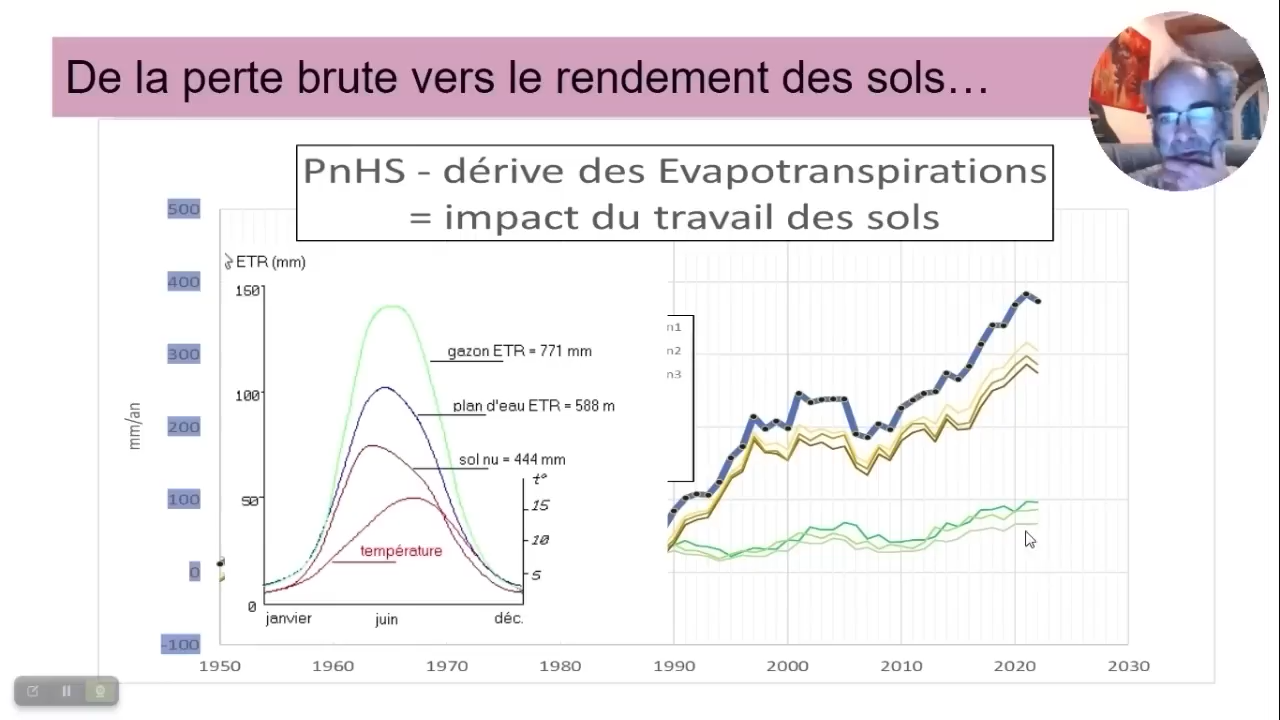 De la perte brute vers le rendement des sols...
PnHS - dérive des Evapotranspirations
= impact du travail des sols
500
400
300
200
100
0
-100
mm/an
ETR (mm)
150
100
50
0
gazon ETR = 771 mm
plan d'eau ETR = 588 m
sol nu = 444 mm
t°
15
10
5
température
janvier
juin
déc.
n1
n2
n3
1950
1960
1970
1980
1990
2000
2010
2020
2030